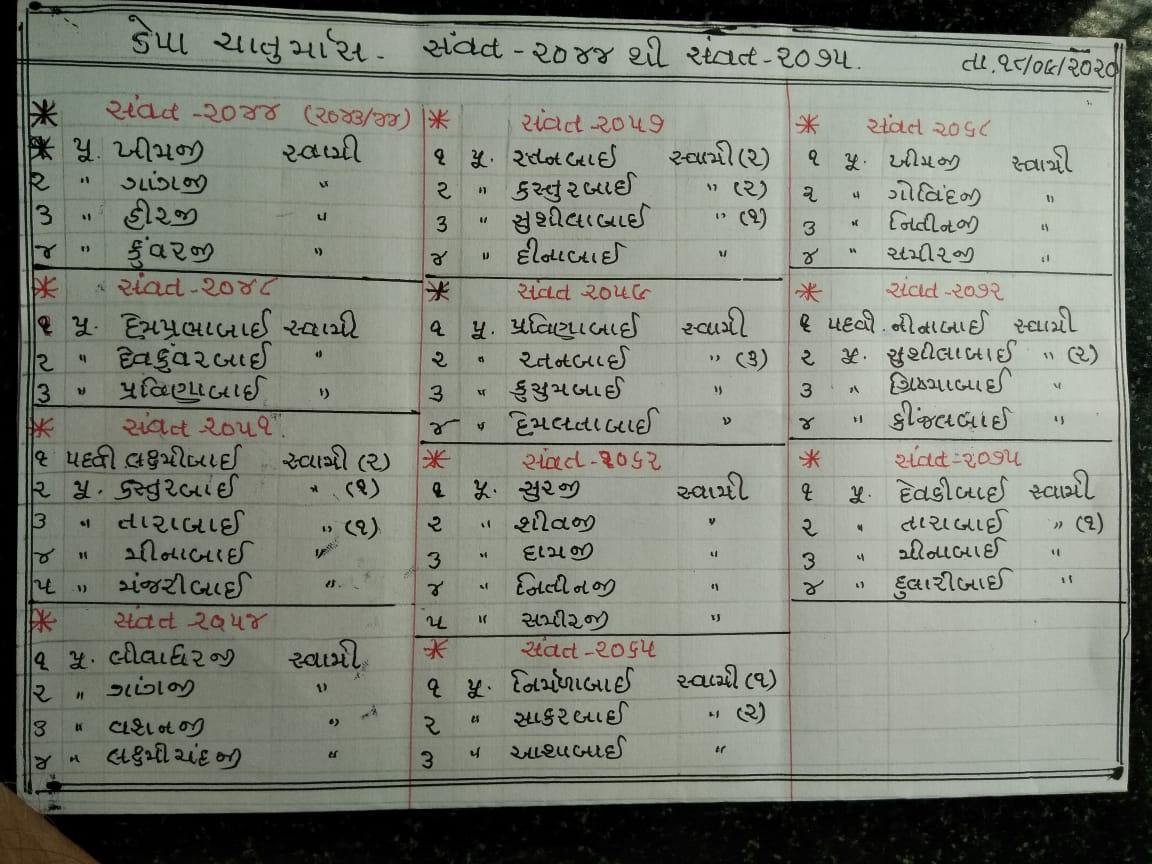 કેપા ચાતુર્માસ. સંવત - ૨૦૪૪ થી સંવત - ૨૦૭૫.
તા. ૧૮/૦૬/૨૦૨૦
* સંવત - ૨૦૪૪ (૨૦૪૩/૪૪)
* પૂ. ખીમજી સ્વામી
૨ " ગાંગજી "
૩ " હીરજી "
૪ " કુંવરજી "
* સંવત - ૨૦૪૮
૧ પૂ. હેમપ્રભાબાઈ સ્વામી
૨ " દેવકુંવરબાઈ "
૩ " પ્રવિણાબાઈ "
* સંવત ૨૦૫૧.
૧ પદવી લક્ષ્મીબાઈ સ્વામી (૨)
૨ પૂ. કસ્તુરબાઈ " (૧)
૩ " તારાબાઈ " (૧)
૪ " મીનાબાઈ "
૫ " મંજરીબાઈ "
* સંવત ૨૦૫૪
૧ પૂ. લીલાધરજી સ્વામી
૨ " ગાંગજી "
૩ " વશનજી "
૪ " લક્ષ્મીચંદજી "
* સંવત - ૨૦૫૭
૧ પૂ. રતનબાઈ સ્વામી (૨)
૨ " કસ્તુરબાઈ " (૨)
૩ " સુશીલાબાઈ " (૧)
૪ " હીનાબાઈ "
* સંવત ૨૦૫૬
૧ પૂ. પ્રવિણાબાઈ સ્વામી
૨ " રતનબાઈ " (૩)
૩ " કુસુમબાઈ "
૪ " હેમલતાબાઈ "
* સંવત - ૨૦૬૨
૧ પૂ. સુરજી સ્વામી
૨ " શીવજી "
૩ " દામજી "
૪ " નિતીનજી "
૫ " સમીરજી "
* સંવત - ૨૦૬૫
૧ પૂ. નિર્મળાબાઈ સ્વામી (૧)
૨ " સાકરબાઈ " (૨)
૩ " આશાબાઈ "
* સંવત ૨૦૬૮
૧ પૂ. ખીમજી સ્વામી
૨ " ગોવિંદજી "
૩ " નિતીનજી "
૪ " સમીરજી "
* સંવત - ૨૦૭૨
૧ પદવી. નીનાબાઈ સ્વામી
૨ પૂ. સુશીલાબાઈ " (૨)
૩ " ગ્રિષ્માબાઈ "
૪ " કીંજલબાઈ "
* સંવત - ૨૦૭૫
૧ પૂ. દેવકીબાઈ સ્વામી
૨ " તારાબાઈ " (૧)
૩ " મીનાબાઈ "
૪ " દુલારીબાઈ "